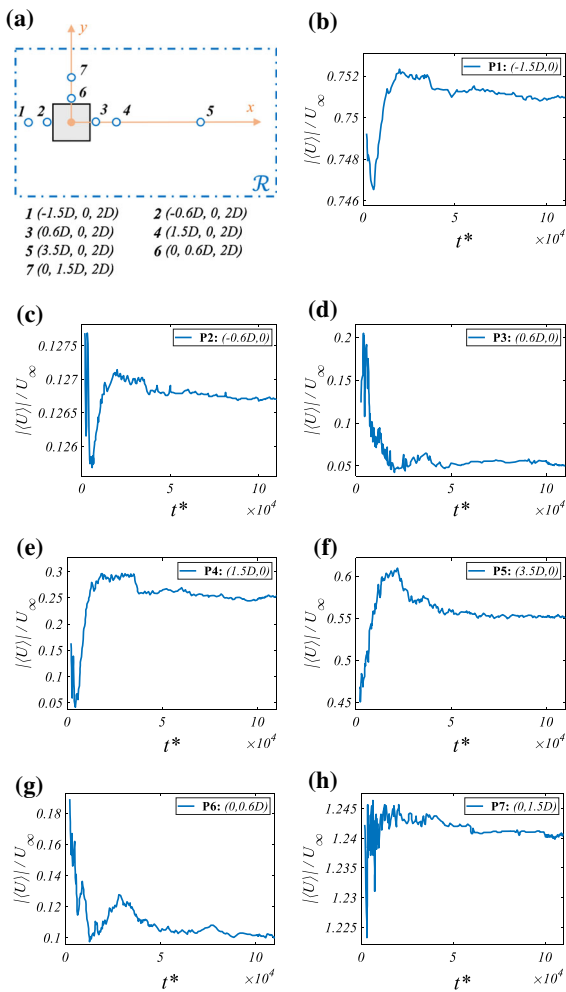 (a)
y
7
6
1 2 3 4 5 x
ℛ
1 (-1.5D, 0, 2D) 2 (-0.6D, 0, 2D)
3 (0.6D, 0, 2D) 4 (1.5D, 0, 2D)
5 (3.5D, 0, 2D) 6 (0, 0.6D, 2D)
7 (0, 1.5D, 2D)
(b)
P1: (-1.5D,0)
|⟨U⟩| / U∞
0.752
0.75
0.748
0.746
0 5 10
×10⁴
t*
(c)
P2: (-0.6D,0)
|⟨U⟩| / U∞
0.1275
0.127
0.1265
0.126
0 5 10
×10⁴
t*
(d)
P3: (0.6D,0)
|⟨U⟩| / U∞
0.2
0.15
0.1
0.05
0 5 10
×10⁴
t*
(e)
P4: (1.5D,0)
|⟨U⟩| / U∞
0.3
0.25
0.2
0.15
0.1
0.05
0 5 10
×10⁴
t*
(f)
P5: (3.5D,0)
|⟨U⟩| / U∞
0.6
0.55
0.5
0.45
0 5 10
×10⁴
t*
(g)
P6: (0,0.6D)
|⟨U⟩| / U∞
0.18
0.16
0.14
0.12
0.1
0 5 10
×10⁴
t*
(h)
P7: (0,1.5D)
|⟨U⟩| / U∞
1.245
1.24
1.235
1.23
1.225
0 5 10
×10⁴
t*